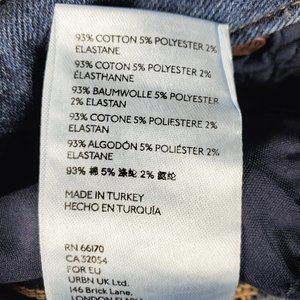 93% COTTON 5% POLYESTER 2%
ELASTANE
93% COTON 5% POLYESTER 2%
ÉLASTHANNE
93% BAUMWOLLE 5% POLYESTER
2% ELASTAN
93% COTONE 5% POLIESTERE 2%
ELASTAN
93% ALGODÓN 5% POLIÉSTER 2%
ELASTANE
93% 棉 5% 涤纶 2% 氨纶
MADE IN TURKEY
HECHO EN TURQUÍA
RN 66170
CA 32054
FOR EU
URBN UK Ltd.
146 Brick Lane,